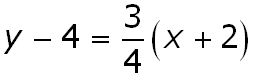 y − 4 = 3/4 (x + 2)